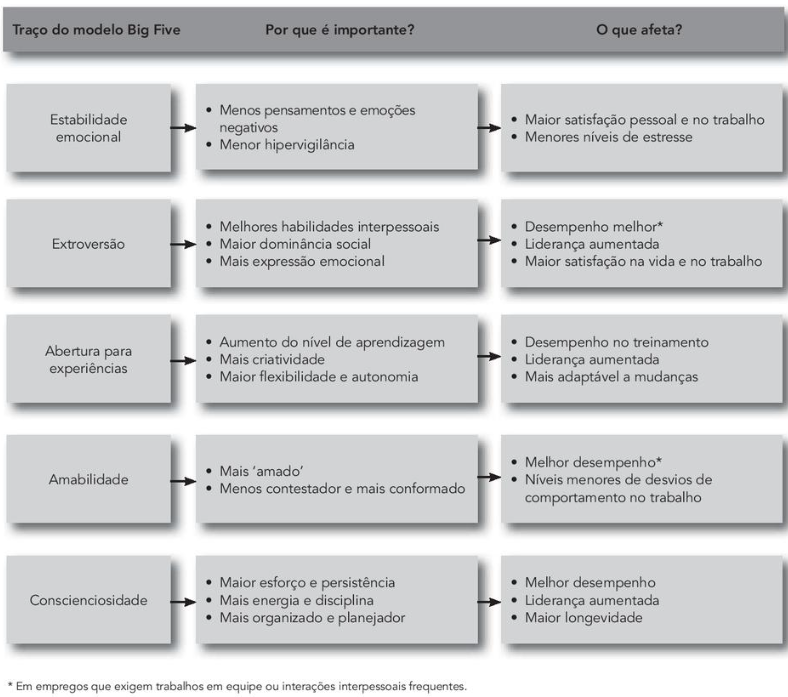 Traço do modelo Big Five
Por que é importante?
O que afeta?
Estabilidade
emocional
• Menos pensamentos e emoções
negativos
• Menor hipervigilância
• Maior satisfação pessoal e no trabalho
• Menores níveis de estresse
Extroversão
• Melhores habilidades interpessoais
• Maior dominância social
• Mais expressão emocional
• Desempenho melhor*
• Liderança aumentada
• Maior satisfação na vida e no trabalho
Abertura para
experiências
• Aumento do nível de aprendizagem
• Mais criatividade
• Maior flexibilidade e autonomia
• Desempenho no treinamento
• Liderança aumentada
• Mais adaptável a mudanças
Amabilidade
• Mais ‘amado’
• Menos contestador e mais conformado
• Melhor desempenho*
• Níveis menores de desvios de
comportamento no trabalho
Conscienciosidade
• Maior esforço e persistência
• Mais energia e disciplina
• Mais organizado e planejador
• Melhor desempenho
• Liderança aumentada
• Maior longevidade
* Em empregos que exigem trabalhos em equipe ou interações interpessoais frequentes.